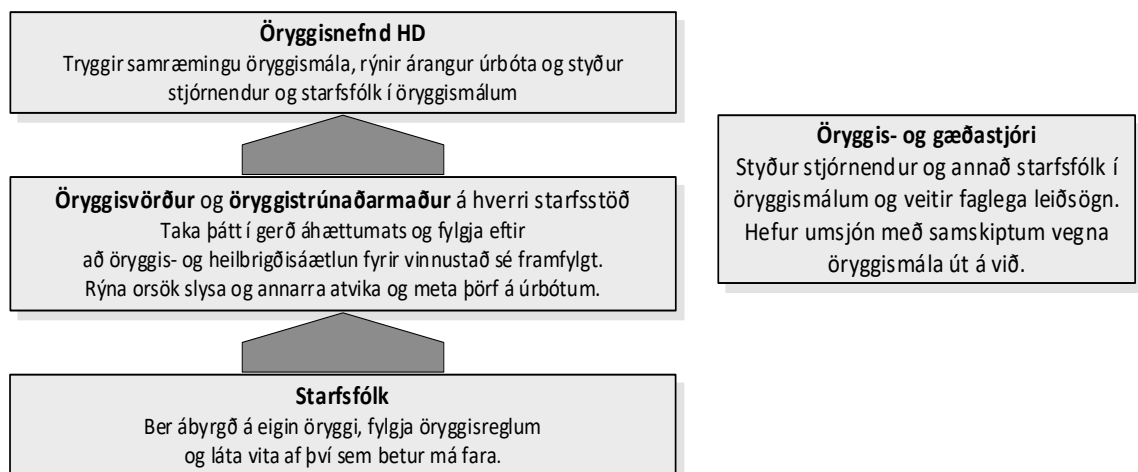 Öryggisnefnd HD
Tryggir samræmingu öryggismála, rýnir árangur úrbóta og styður
stjórnendur og starfsfólk í öryggismálum
Öryggisvörður og öryggistrúnaðarmaður á hverri starfsstöð
Taka þátt í gerð áhættumats og fylgja eftir
að öryggis- og heilbrigðisáætlun fyrir vinnustað sé framfylgt.
Rýna orsök slysa og annarra atvika og meta þörf á úrbótum.
Starfsfólk
Ber ábyrgð á eigin öryggi, fylgja öryggisreglum
og láta vita af því sem betur má fara.
Öryggis- og gæðastjóri
Styður stjórnendur og annað starfsfólk í
öryggismálum og veitir faglega leiðsögn.
Hefur umsjón með samskiptum vegna
öryggismála út á við.